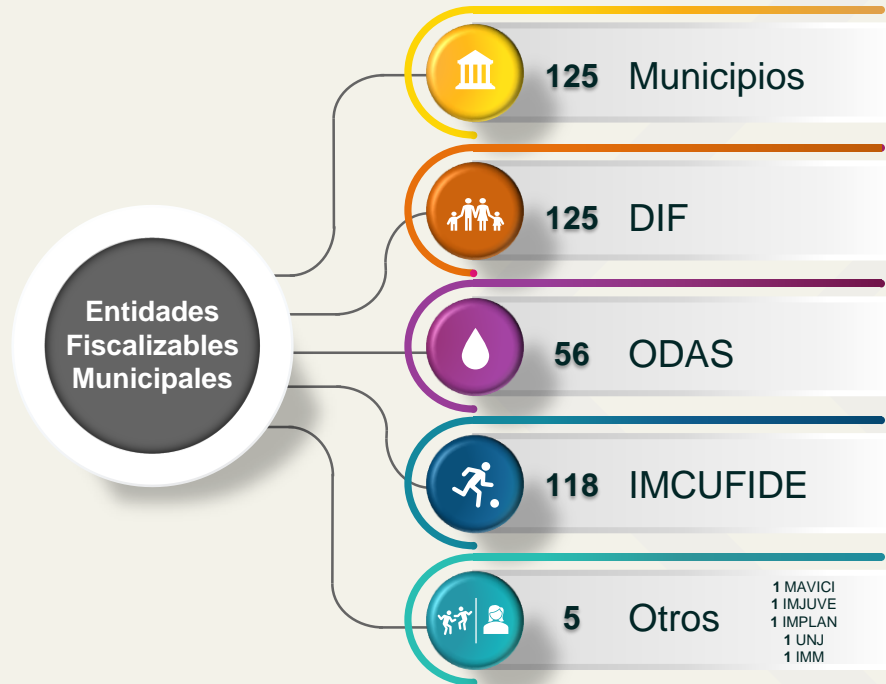 Entidades
Fiscalizables
Municipales
125 Municipios
125 DIF
56 ODAS
118 IMCUFIDE
5 Otros
1 MAVICI
1 IMJUVE
1 IMPLAN
1 UNJ
1 IMM